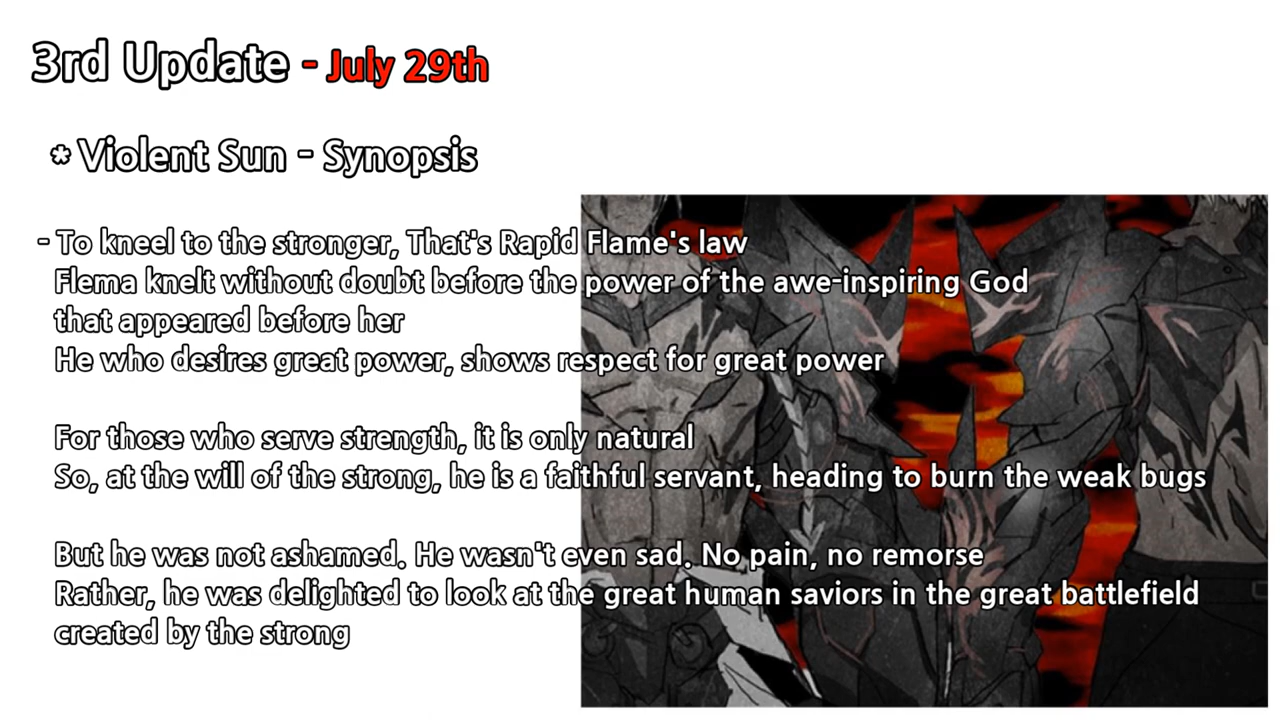 3rd Update - July 29th
* Violent Sun - Synopsis
- To kneel to the stronger, That's Rapid Flame's law
Flema knelt without doubt before the power of the awe-inspiring God
that appeared before her
He who desires great power, shows respect for great power
For those who serve strength, it is only natural
So, at the will of the strong, he is a faithful servant, heading to burn the weak bugs
But he was not ashamed. He wasn't even sad. No pain, no remorse
Rather, he was delighted to look at the great human saviors in the great battlefield
created by the strong